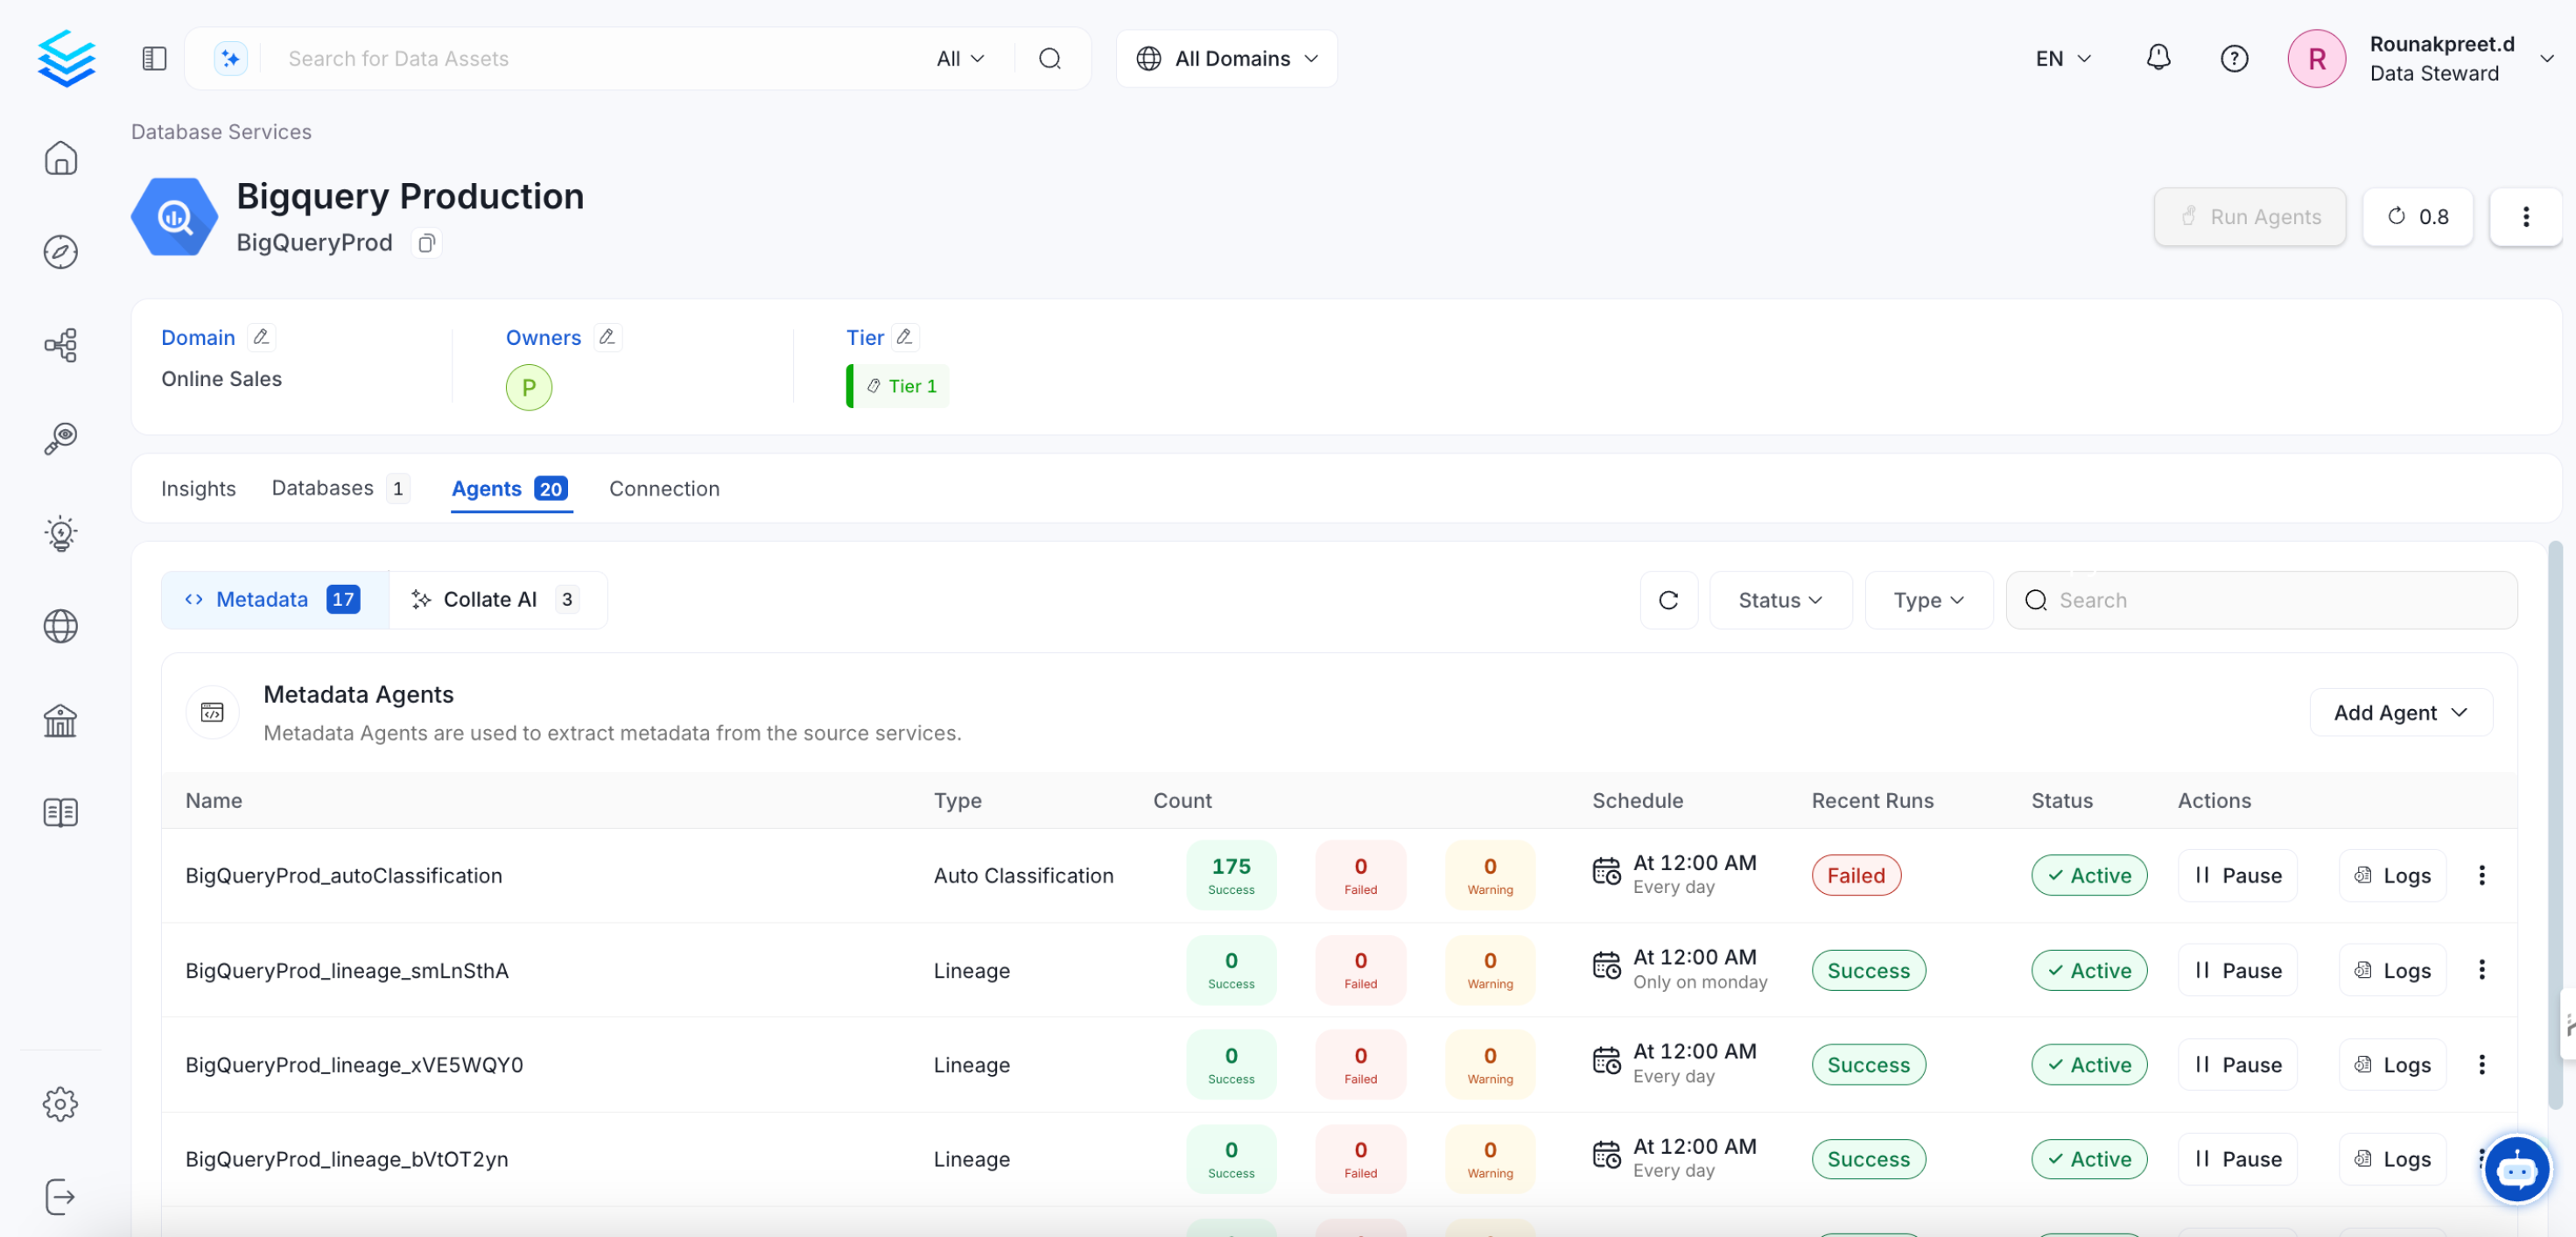 Search for Data Assets All All Domains EN R Rounakpreet.d
Data Steward
Database Services
Bigquery Production
BigQueryProd
Run Agents 0.8
Domain Owners Tier
Online Sales P Tier 1
Insights Databases 1 Agents 20 Connection
Metadata 17 Collate AI 3 Status Type Search
Metadata Agents
Metadata Agents are used to extract metadata from the source services.
Add Agent
Name Type Count Schedule Recent Runs Status Actions
BigQueryProd_autoClassification Auto Classification 175 Success 0 Failed 0 Warning At 12:00 AM Every day Failed Active Pause Logs
BigQueryProd_lineage_smLnSthA Lineage 0 Success 0 Failed 0 Warning At 12:00 AM Only on monday Success Active Pause Logs
BigQueryProd_lineage_xVE5WQY0 Lineage 0 Success 0 Failed 0 Warning At 12:00 AM Every day Success Active Pause Logs
BigQueryProd_lineage_bVtOT2yn Lineage 0 Success 0 Failed 0 Warning At 12:00 AM Every day Success Active Pause Logs